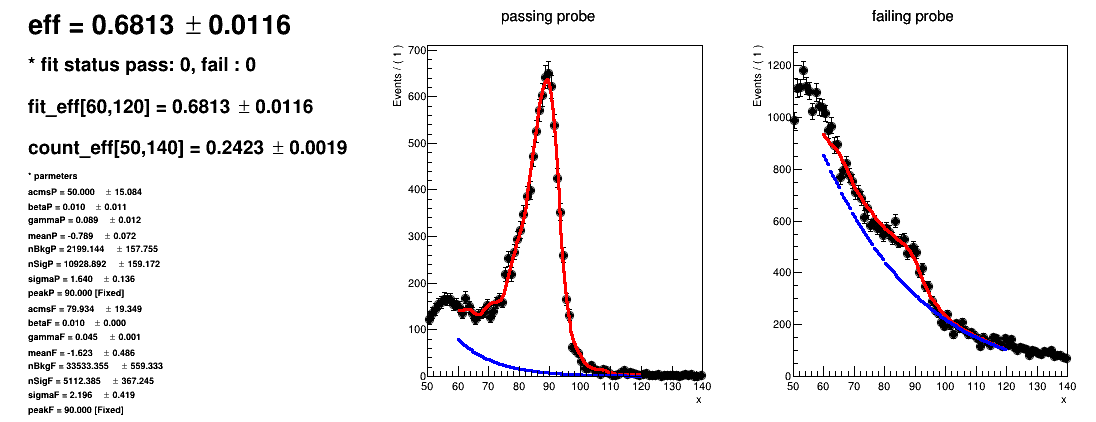 eff = 0.6813 ± 0.0116
* fit status pass: 0, fail : 0
fit_eff[60,120] = 0.6813 ± 0.0116
count_eff[50,140] = 0.2423 ± 0.0019
* parmeters
acmsP = 50.000 ± 15.084
betaP = 0.010 ± 0.011
gammaP = 0.089 ± 0.012
meanP = -0.789 ± 0.072
nBkgP = 2199.144 ± 157.755
nSigP = 10928.892 ± 159.172
sigmaP = 1.640 ± 0.136
peakP = 90.000 [Fixed]
acmsF = 79.934 ± 19.349
betaF = 0.010 ± 0.000
gammaF = 0.045 ± 0.001
meanF = -1.623 ± 0.486
nBkgF = 33533.355 ± 559.333
nSigF = 5112.385 ± 367.245
sigmaF = 2.196 ± 0.419
peakF = 90.000 [Fixed]
passing probe
Events / ( 1 )
700
600
500
400
300
200
100
0
50 60 70 80 90 100 110 120 130 140
x
failing probe
Events / ( 1 )
1200
1000
800
600
400
200
0
50 60 70 80 90 100 110 120 130 140
x